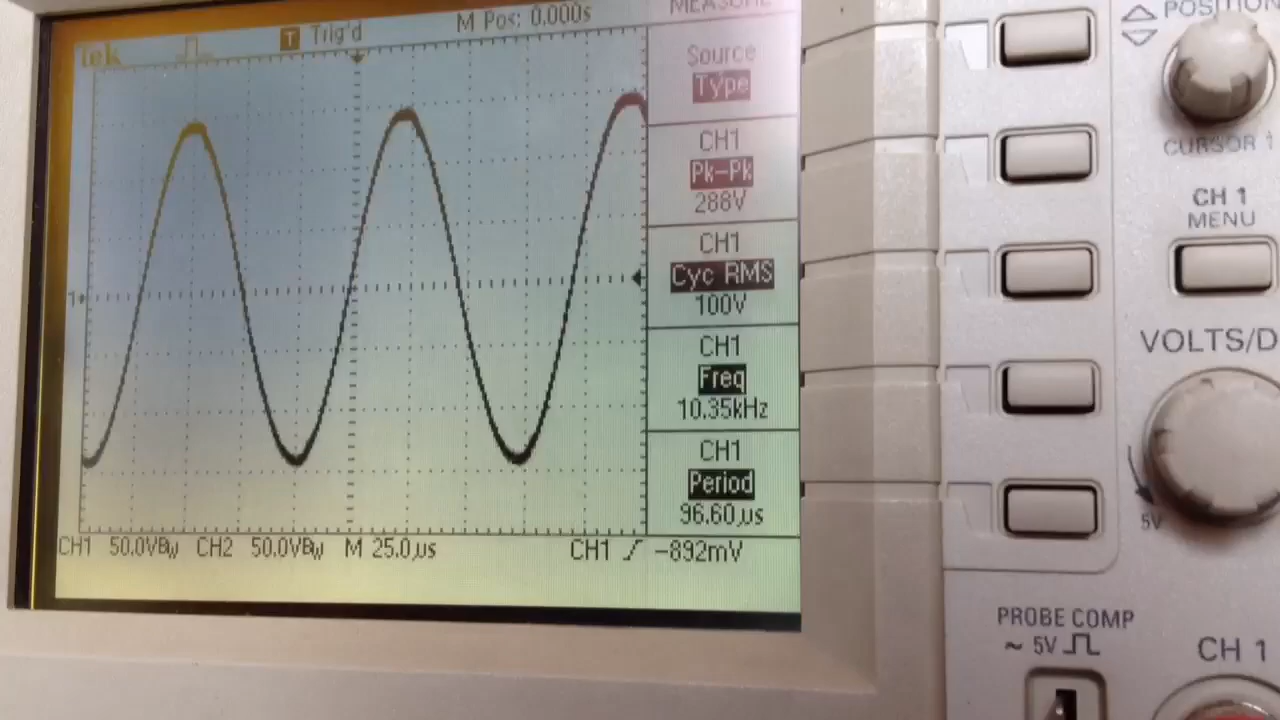 Tek
T Trig'd
M Pos: 0.000s
MEASURE
Source
Type
CH1
Pk-Pk
288V
CH1
Cyc RMS
100V
CH1
Freq
10.35kHz
CH1
Period
96.60µs
1
CH1 50.0VBW CH2 50.0VBW M 25.0µs CH1 -892mV
POSITION
CURSOR 1
CH 1
MENU
VOLTS/D
5V
PROBE COMP
~ 5V
CH 1